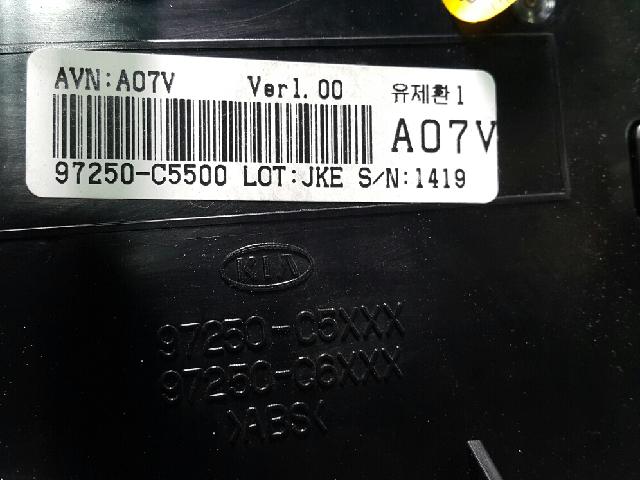 AVN:A07V Ver1.00 유제환1
A07V
97250-C5500 LOT:JKE S/N:1419
KIA
97250-C5XXX
97250-C6XXX
>ABS<